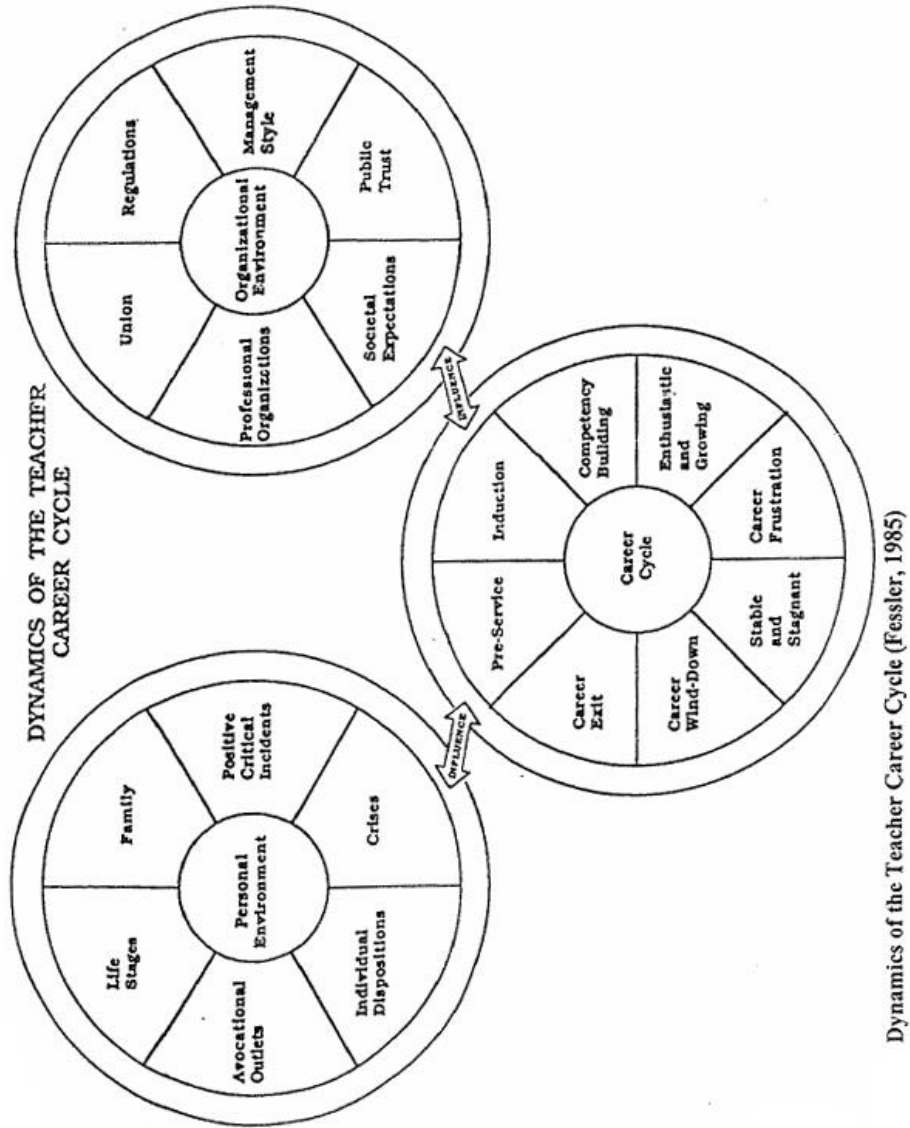 DYNAMICS OF THE TEACHER
CAREER CYCLE
Life
Stages
Family
Positive
Critical
Incidents
Crises
Individual
Dispositions
Avocational
Outlets
Personal
Environment
Union
Regulations
Management
Style
Public
Trust
Societal
Expectations
Professional
Organizations
Organizational
Environment
INFLUENCE
INFLUENCE
Pre-Service
Induction
Competency
Building
Enthusiastic
and
Growing
Career
Frustration
Stable
and
Stagnant
Career
Wind-Down
Career
Exit
Career
Cycle
Dynamics of the Teacher Career Cycle (Fessler, 1985)